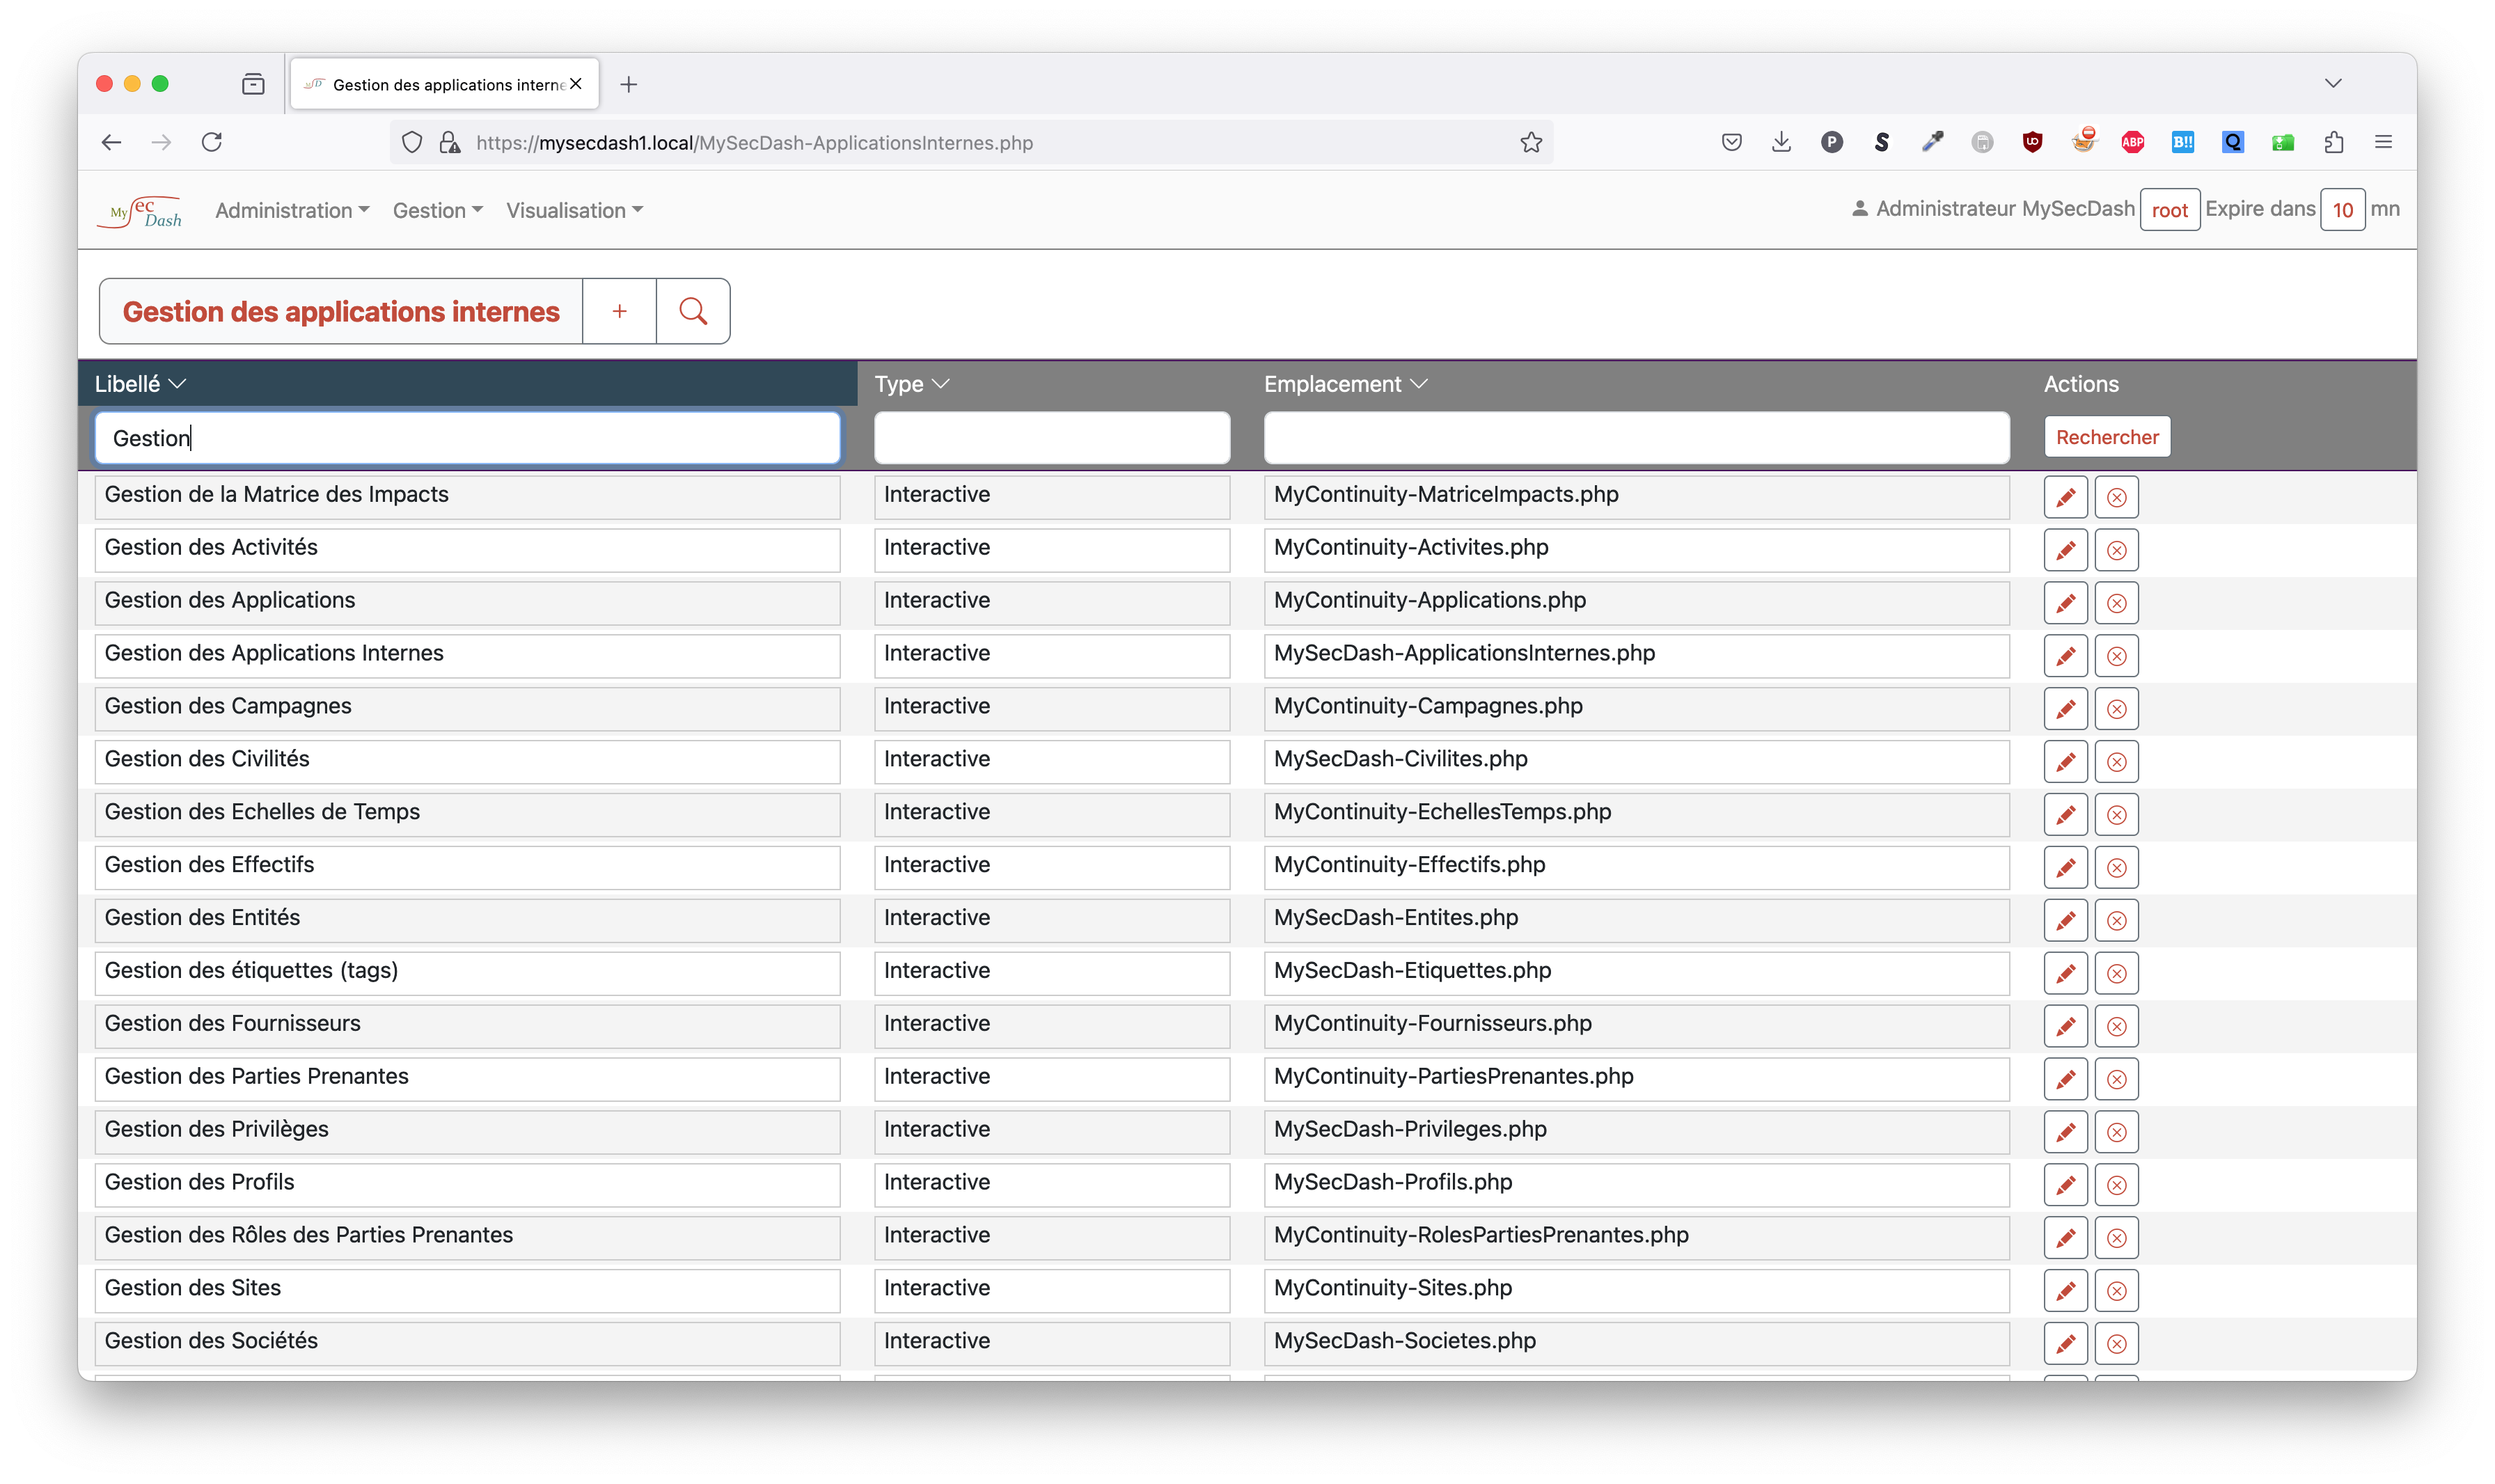 Gestion des applications interne
https://mysecdash1.local/MySecDash-ApplicationsInternes.php
My Sec Dash
Administration
Gestion
Visualisation
Administrateur MySecDash root Expire dans 10 mn
Gestion des applications internes +
Libellé Type Emplacement Actions
Gestion Rechercher
Gestion de la Matrice des Impacts Interactive MyContinuity-MatriceImpacts.php
Gestion des Activités Interactive MyContinuity-Activites.php
Gestion des Applications Interactive MyContinuity-Applications.php
Gestion des Applications Internes Interactive MySecDash-ApplicationsInternes.php
Gestion des Campagnes Interactive MyContinuity-Campagnes.php
Gestion des Civilités Interactive MySecDash-Civilites.php
Gestion des Echelles de Temps Interactive MyContinuity-EchellesTemps.php
Gestion des Effectifs Interactive MyContinuity-Effectifs.php
Gestion des Entités Interactive MySecDash-Entites.php
Gestion des étiquettes (tags) Interactive MySecDash-Etiquettes.php
Gestion des Fournisseurs Interactive MyContinuity-Fournisseurs.php
Gestion des Parties Prenantes Interactive MyContinuity-PartiesPrenantes.php
Gestion des Privilèges Interactive MySecDash-Privileges.php
Gestion des Profils Interactive MySecDash-Profils.php
Gestion des Rôles des Parties Prenantes Interactive MyContinuity-RolesPartiesPrenantes.php
Gestion des Sites Interactive MyContinuity-Sites.php
Gestion des Sociétés Interactive MySecDash-Societes.php